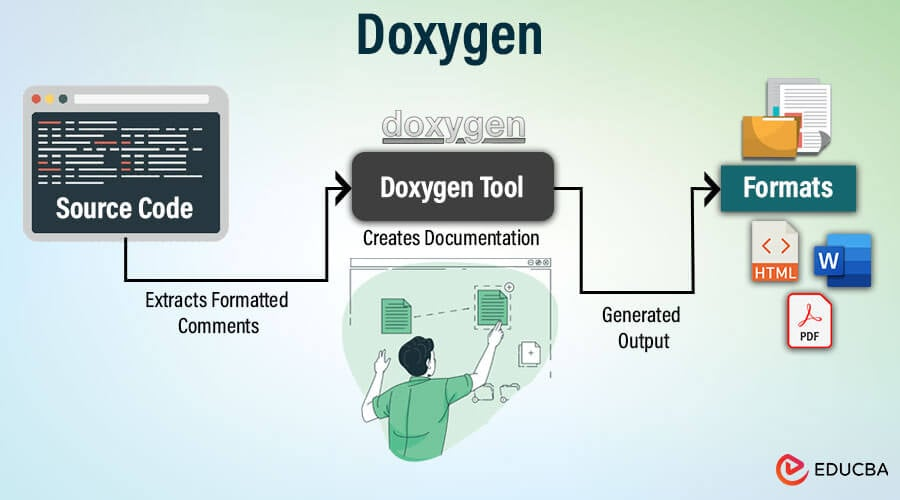 Doxygen
doxygen
Source Code
Doxygen Tool
Formats
Creates Documentation
Extracts Formatted
Comments
Generated
Output
HTML
W
PDF
EDUCBA